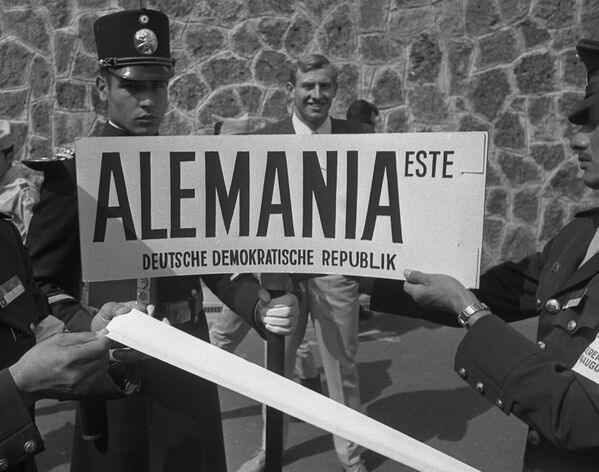 ALEMANIA ESTE
DEUTSCHE DEMOKRATISCHE REPUBLIK